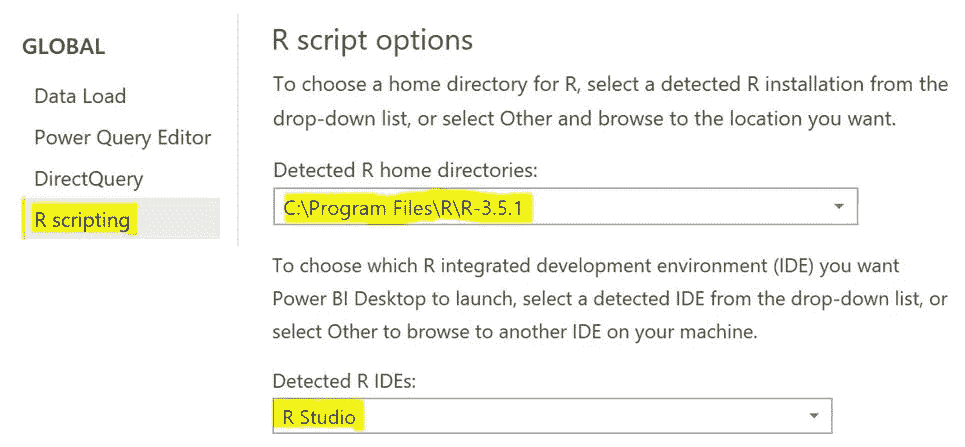 GLOBAL
Data Load
Power Query Editor
DirectQuery
R scripting
R script options
To choose a home directory for R, select a detected R installation from the
drop-down list, or select Other and browse to the location you want.
Detected R home directories:
C:\Program Files\R\R-3.5.1
To choose which R integrated development environment (IDE) you want
Power BI Desktop to launch, select a detected IDE from the drop-down list, or
select Other to browse to another IDE on your machine.
Detected R IDEs:
R Studio